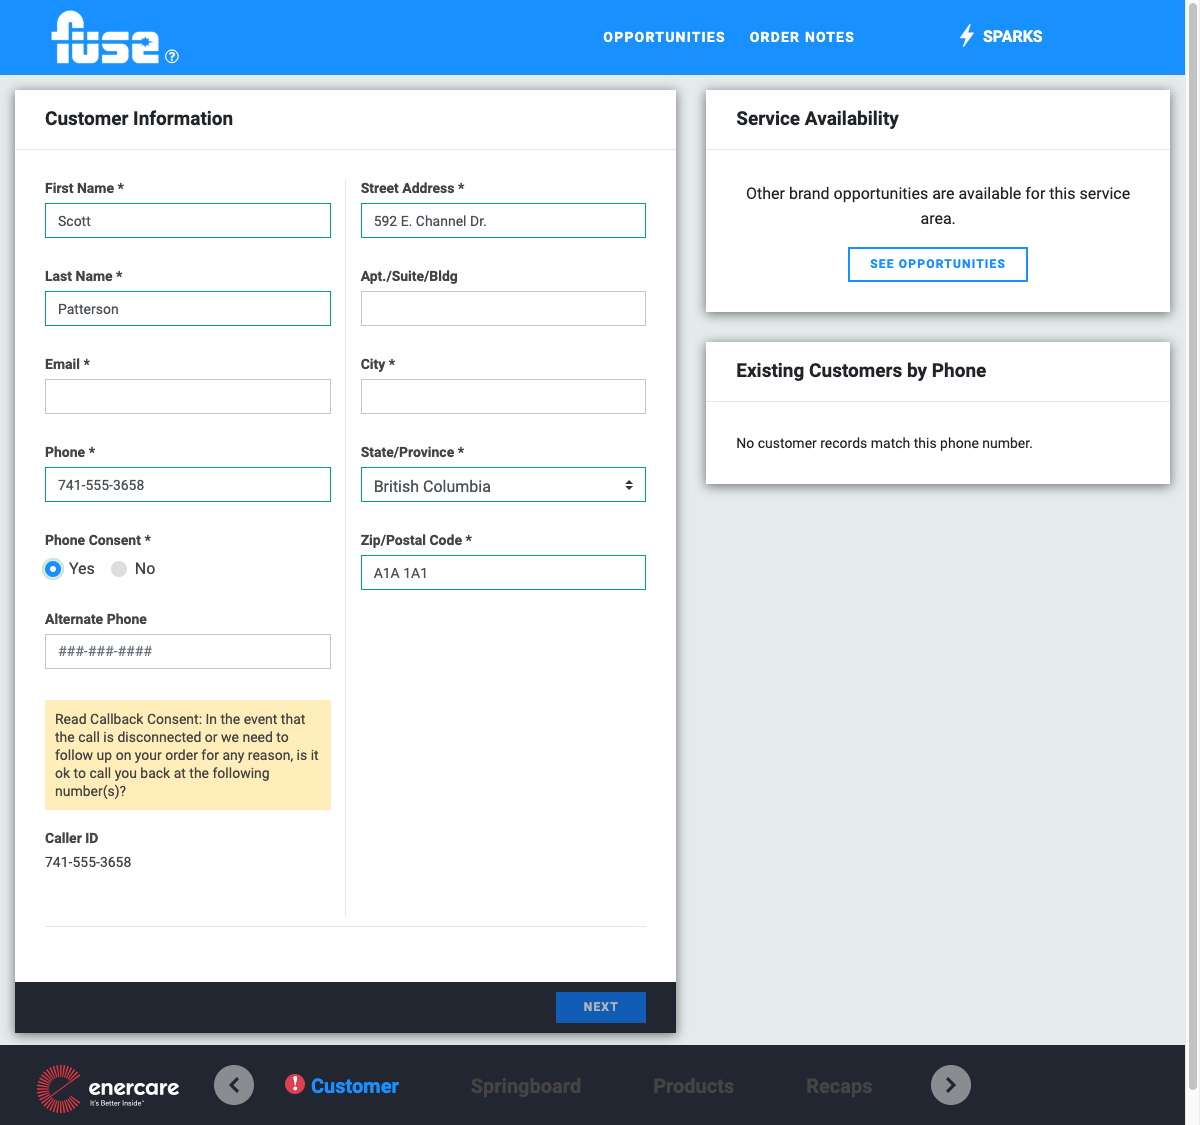 fuse
?
OPPORTUNITIES
ORDER NOTES
SPARKS
Customer Information
First Name *
Scott
Last Name *
Patterson
Email *
Phone *
741-555-3658
Phone Consent *
Yes
No
Alternate Phone
###-###-####
Read Callback Consent: In the event that
the call is disconnected or we need to
follow up on your order for any reason, is it
ok to call you back at the following
number(s)?
Caller ID
741-555-3658
Street Address *
592 E. Channel Dr.
Apt./Suite/Bldg
City *
State/Province *
British Columbia
Zip/Postal Code *
A1A 1A1
NEXT
Service Availability
Other brand opportunities are available for this service
area.
SEE OPPORTUNITIES
Existing Customers by Phone
No customer records match this phone number.
enercare
It's Better Inside™
Customer
Springboard
Products
Recaps